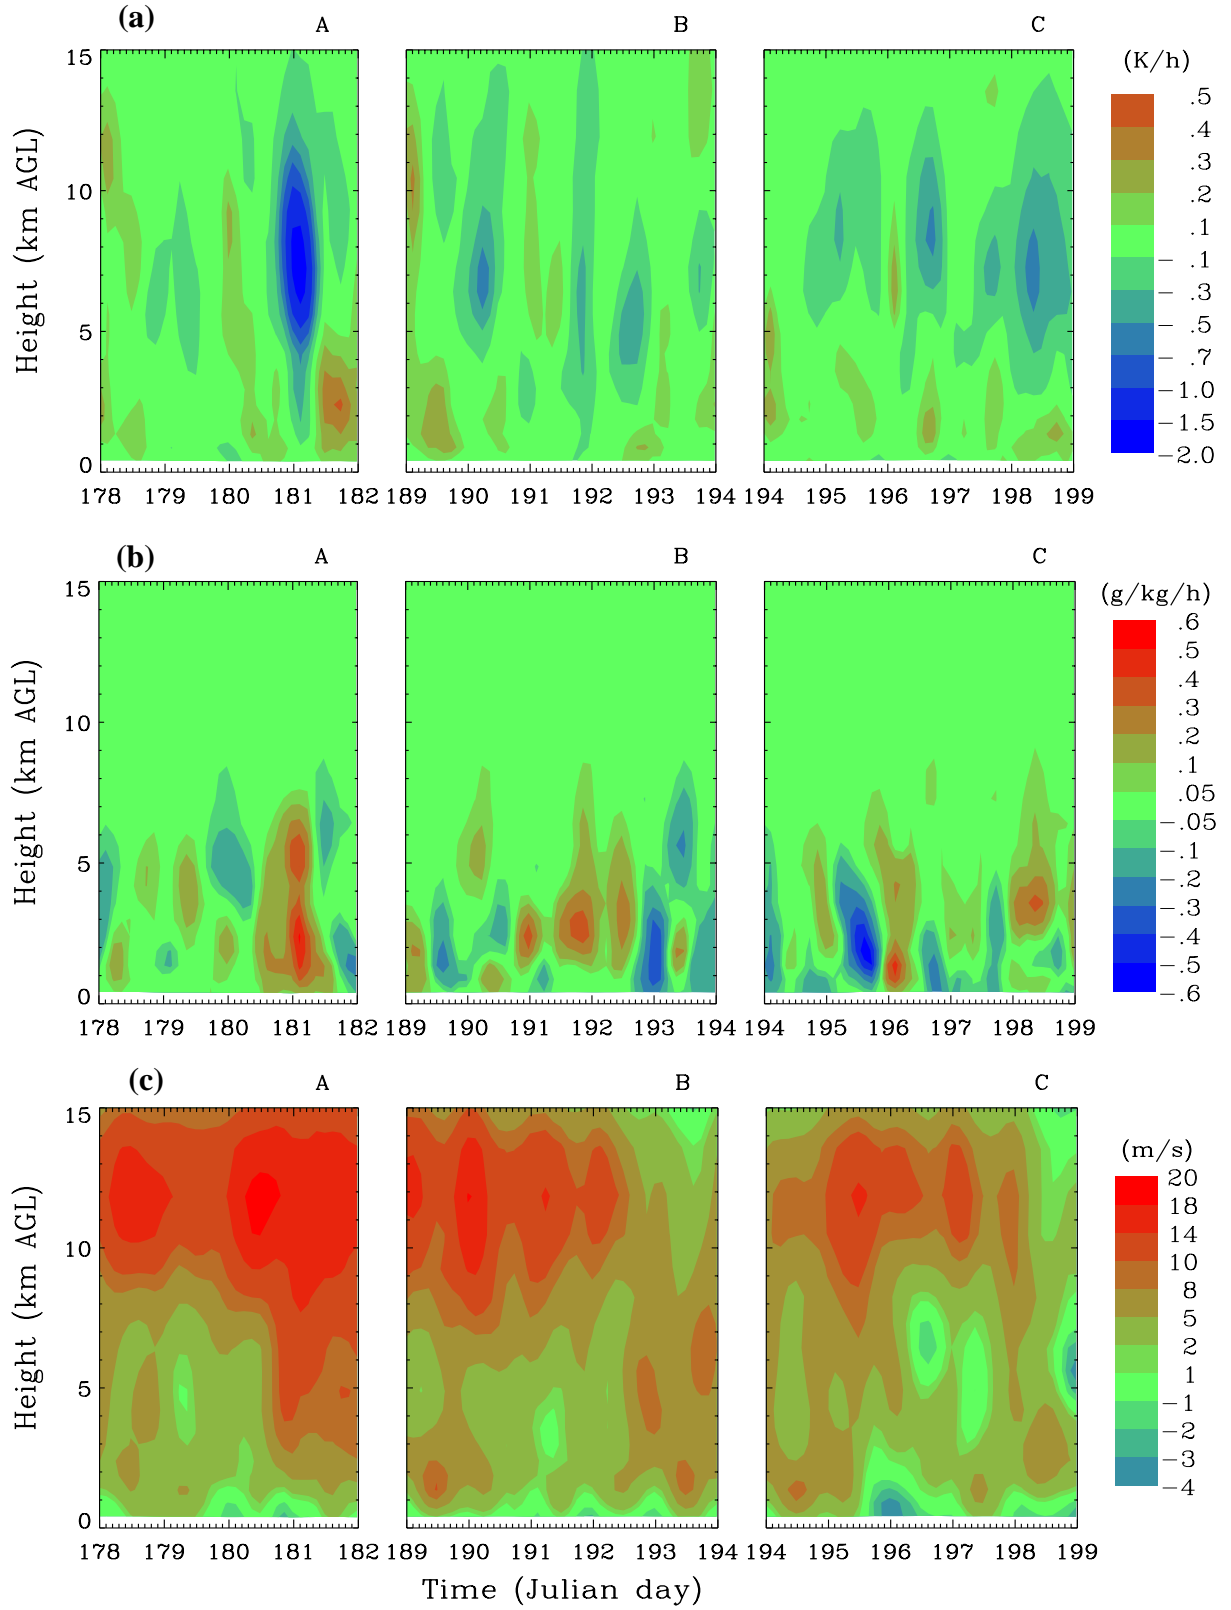 (a)
A B C
(K/h)
Height (km AGL)
15
10
5
0
178 179 180 181 182
189 190 191 192 193 194
194 195 196 197 198 199
.5
.4
.3
.2
.1
− .1
− .3
− .5
− .7
−1.0
−1.5
−2.0
(b)
A B C
(g/kg/h)
Height (km AGL)
15
10
5
0
178 179 180 181 182
189 190 191 192 193 194
194 195 196 197 198 199
.6
.5
.4
.3
.2
.1
.05
−.05
−.1
−.2
−.3
−.4
−.5
−.6
(c)
A B C
(m/s)
Height (km AGL)
15
10
5
0
178 179 180 181 182
189 190 191 192 193 194
194 195 196 197 198 199
20
18
14
10
8
5
2
1
−1
−2
−3
−4
Time (Julian day)